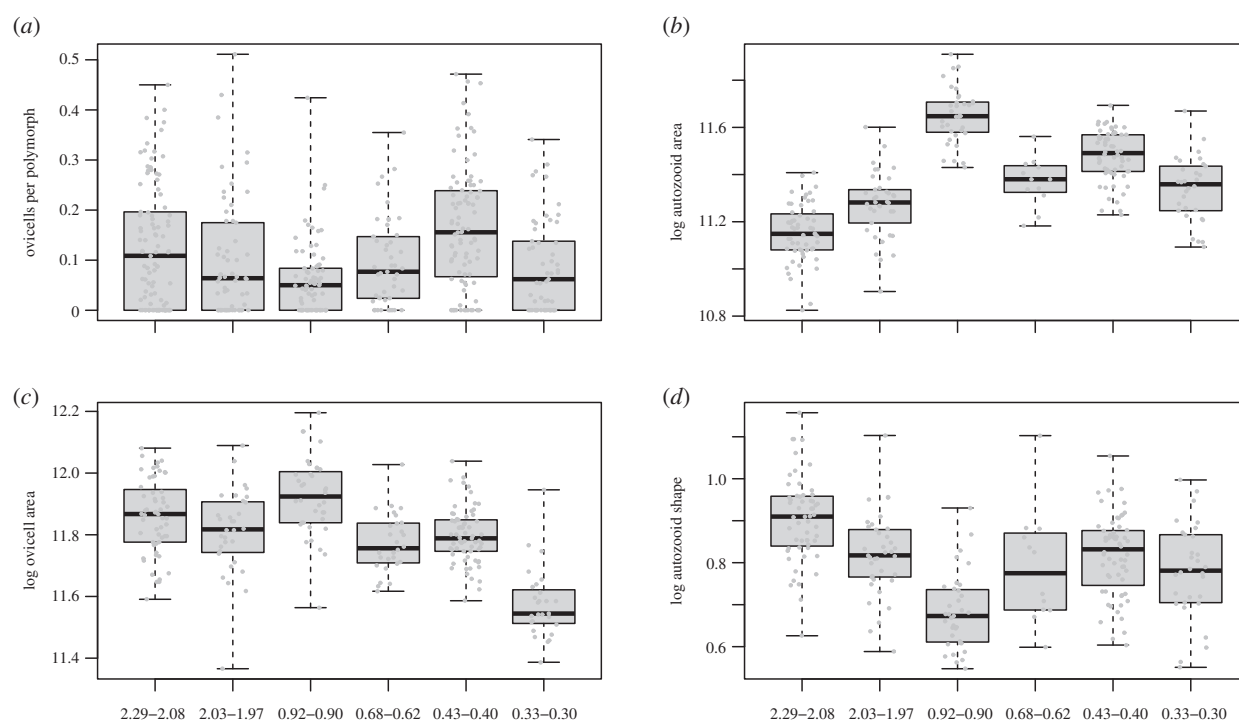 (a)
ovicells per polymorph
0.5
0.4
0.3
0.2
0.1
0
(b)
log autozooid area
11.6
11.2
10.8
(c)
log ovicell area
12.2
12.0
11.8
11.6
11.4
2.29–2.08 2.03–1.97 0.92–0.90 0.68–0.62 0.43–0.40 0.33–0.30
(d)
log autozooid shape
1.0
0.8
0.6
2.29–2.08 2.03–1.97 0.92–0.90 0.68–0.62 0.43–0.40 0.33–0.30